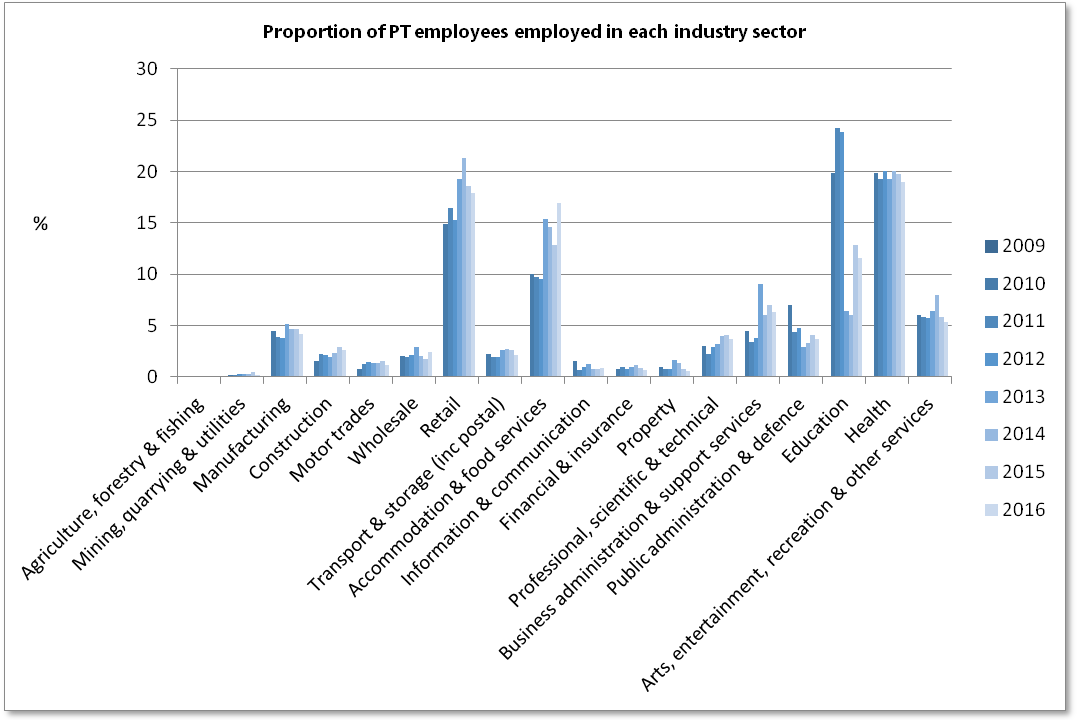 Proportion of PT employees employed in each industry sector
30
25
20
15
10
5
0
%
Agriculture, forestry & fishing
Mining, quarrying & utilities
Manufacturing
Construction
Motor trades
Wholesale
Retail
Transport & storage (inc postal)
Accommodation & food services
Information & communication
Financial & insurance
Property
Professional, scientific & technical
Business administration & support services
Public administration & defence
Education
Health
Arts, entertainment, recreation & other services
2009
2010
2011
2012
2013
2014
2015
2016